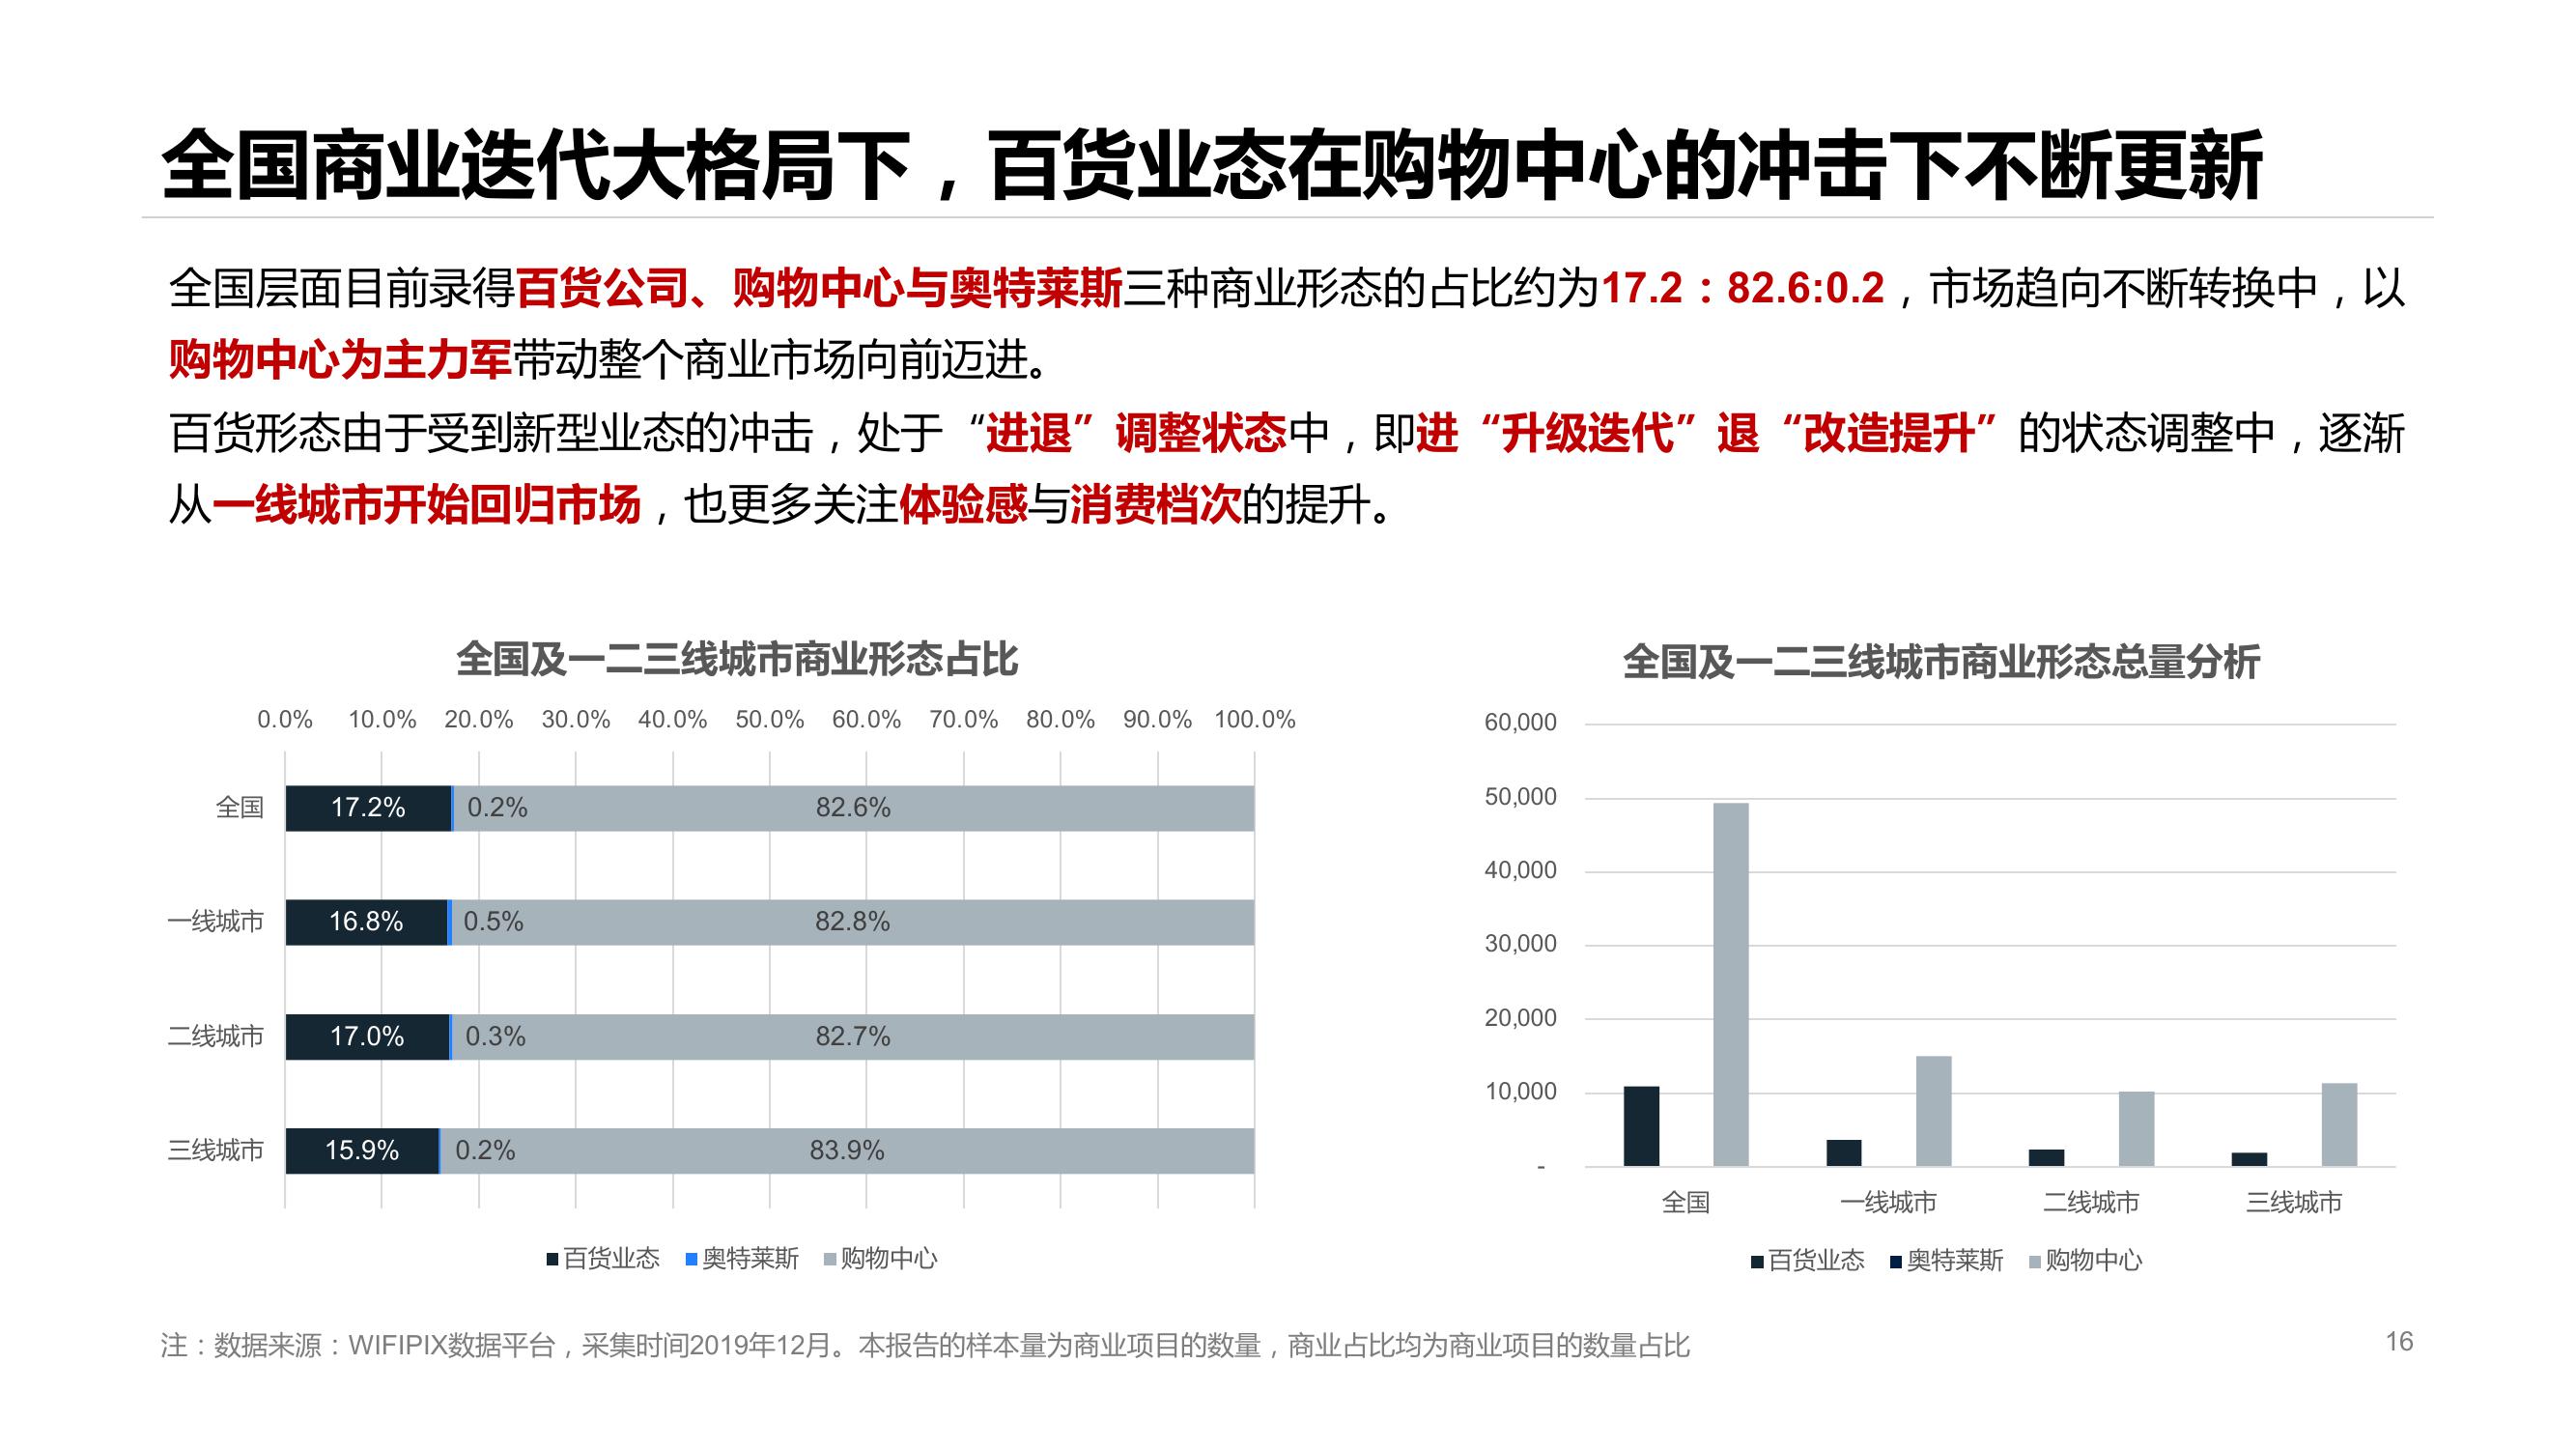 全国商业迭代大格局下，百货业态在购物中心的冲击下不断更新
全国层面目前录得百货公司、购物中心与奥特莱斯三种商业形态的占比约为17.2：82.6:0.2，市场趋向不断转换中，以
购物中心为主力军带动整个商业市场向前迈进。
百货形态由于受到新型业态的冲击，处于“进退”调整状态中，即进“升级迭代”退“改造提升”的状态调整中，逐渐
从一线城市开始回归市场，也更多关注体验感与消费档次的提升。
全国及一二三线城市商业形态占比
0.0% 10.0% 20.0% 30.0% 40.0% 50.0% 60.0% 70.0% 80.0% 90.0% 100.0%
全国 17.2% 0.2% 82.6%
一线城市 16.8% 0.5% 82.8%
二线城市 17.0% 0.3% 82.7%
三线城市 15.9% 0.2% 83.9%
百货业态 奥特莱斯 购物中心
全国及一二三线城市商业形态总量分析
60,000
50,000
40,000
30,000
20,000
10,000
-
全国 一线城市 二线城市 三线城市
百货业态 奥特莱斯 购物中心
注：数据来源：WIFIPIX数据平台，采集时间2019年12月。本报告的样本量为商业项目的数量，商业占比均为商业项目的数量占比
16